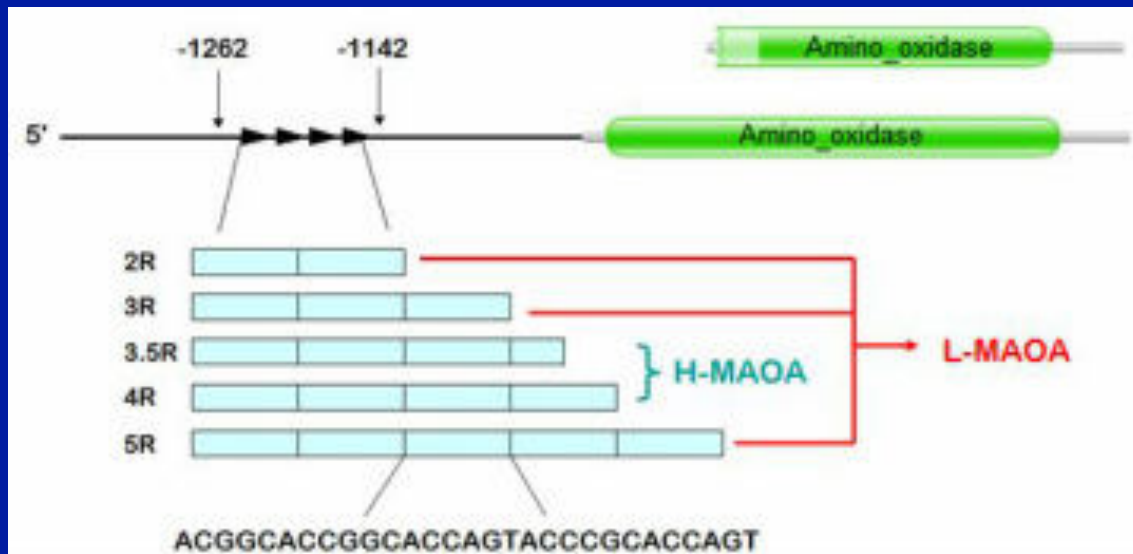 -1262
-1142
Amino_oxidase
5'
Amino_oxidase
2R
3R
3.5R
H-MAOA
L-MAOA
4R
5R
ACGGCACCGGCACCAGTACCCGCACCAGT